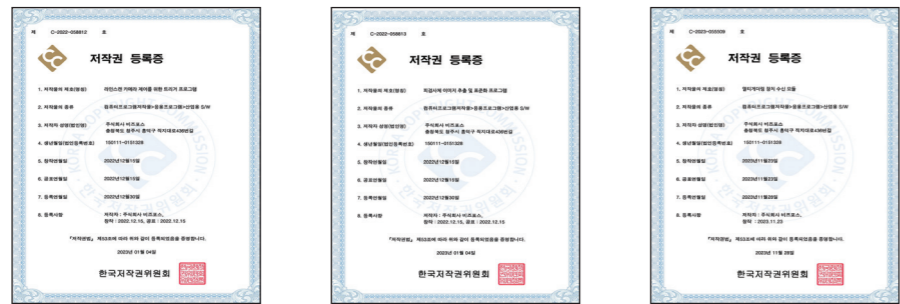 제 C-2022-058812 호
저작권 등록증
1. 저작물의 제호(명칭) 라인스캔 카메라 제어를 위한 트리거 프로그램
2. 저작물의 종류 컴퓨터프로그램저작물>응용프로그램>산업용 S/W
3. 저작자 성명(법인명) 주식회사 비즈로스
충청북도 청주시 흥덕구 직지대로436번길
4. 생년월일(법인등록번호) 150111-0151328
5. 창작연월일 2022년12월15일
6. 공표연월일 2022년12월15일
7. 등록연월일 2022년12월30일
8. 등록사항 저작자 : 주식회사 비즈로스,
창작 : 2022.12.15, 공표 : 2022.12.15
『저작권법』 제53조에 따라 위와 같이 등록되었음을 증명합니다.
2023년 01월 04일
한국저작권위원회
제 C-2022-058813 호
저작권 등록증
1. 저작물의 제호(명칭) 피검사체 이미지 추출 및 표준화 프로그램
2. 저작물의 종류 컴퓨터프로그램저작물>응용프로그램>산업용 S/W
3. 저작자 성명(법인명) 주식회사 비즈로스
충청북도 청주시 흥덕구 직지대로436번길
4. 생년월일(법인등록번호) 150111-0151328
5. 창작연월일 2022년12월15일
6. 공표연월일 2022년12월15일
7. 등록연월일 2022년12월30일
8. 등록사항 저작자 : 주식회사 비즈로스,
창작 : 2022.12.15, 공표 : 2022.12.15
『저작권법』 제53조에 따라 위와 같이 등록되었음을 증명합니다.
2023년 01월 04일
한국저작권위원회
제 호
저작권 등록증
1. 저작물의 제호(명칭) 멀티계더링 장치 수신 모듈
2. 저작물의 종류 컴퓨터프로그램저작물>응용프로그램>산업용 S/W
3. 저작자 성명(법인명) 주식회사 비즈로스
충청북도 청주시 흥덕구 직지대로436번길
4. 생년월일(법인등록번호) 150111-0151328
5. 창작연월일 2023년11월23일
6. 공표연월일 2023년11월23일
7. 등록연월일 2023년11월28일
8. 등록사항 저작자 : 주식회사 비즈로스,
창작 : 2023.11.23
『저작권법』 제53조에 따라 위와 같이 등록되었음을 증명합니다.
2023년 11월 28일
한국저작권위원회